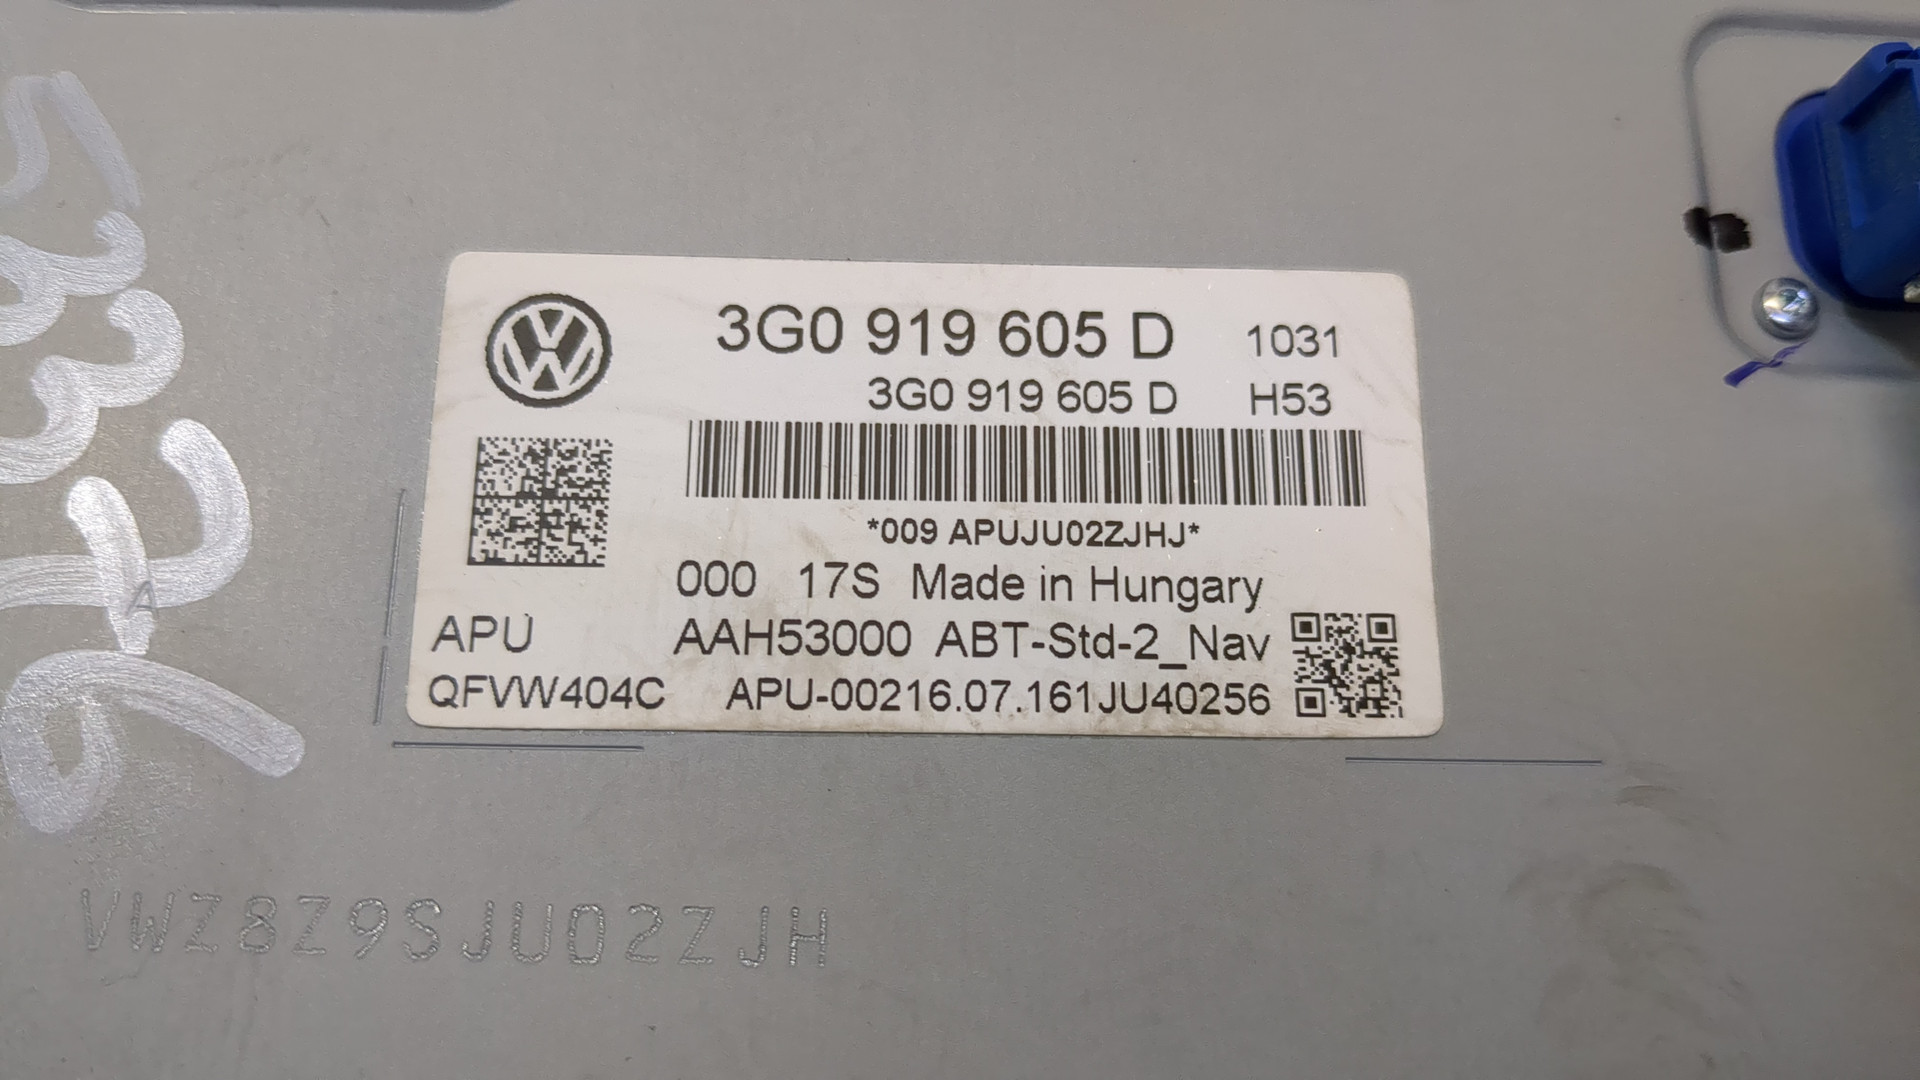 3G0 919 605 D 1031
3G0 919 605 D H53
*009 APUJU02ZJHJ*
000 17S Made in Hungary
APU AAH53000 ABT-Std-2_Nav
QFVW404C APU-00216.07.161JU40256
A
VWZ8Z9SJU02ZJH